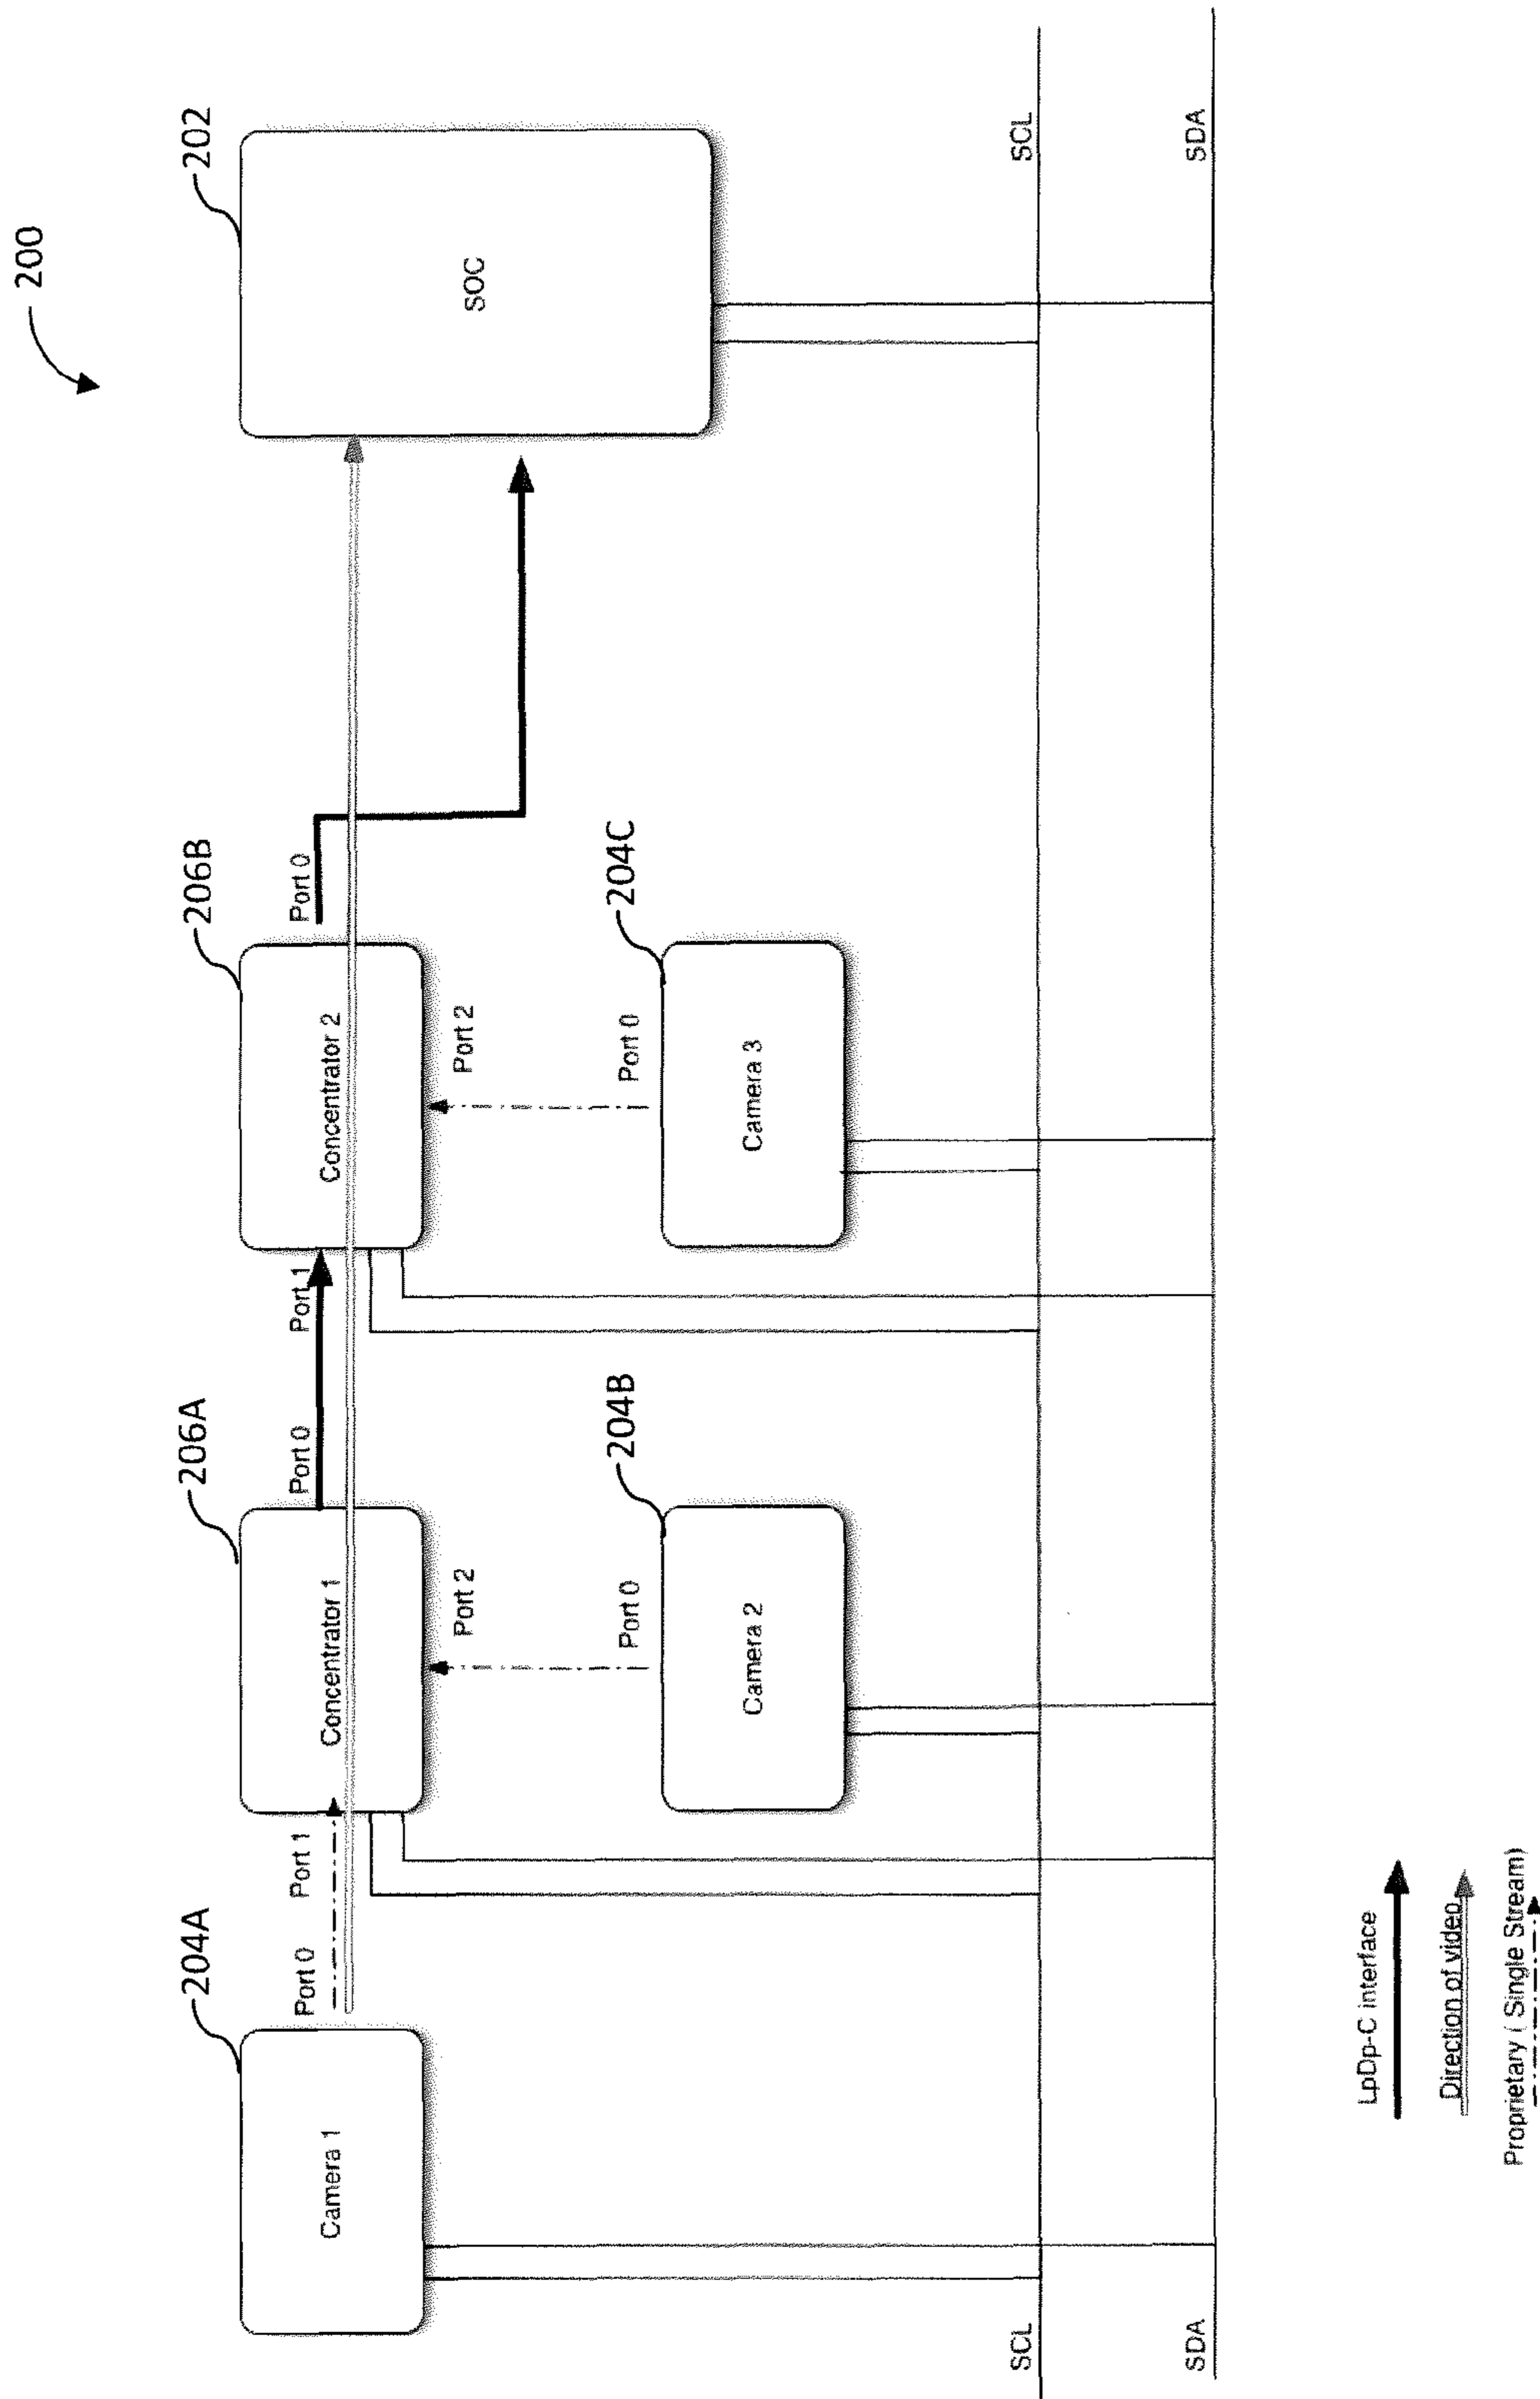 200
204A
206A
206B
202
Port 0
Port 1
Port 0
Port 1
Port 0
Camera 1
Concentrator 1
Concentrator 2
SOC
Port 2
Port 2
204B
204C
Port 0
Port 0
Camera 2
Camera 3
SCL
SCL
SDA
SDA
LpDp-C interface
Direction of video
Proprietary ( Single Stream)